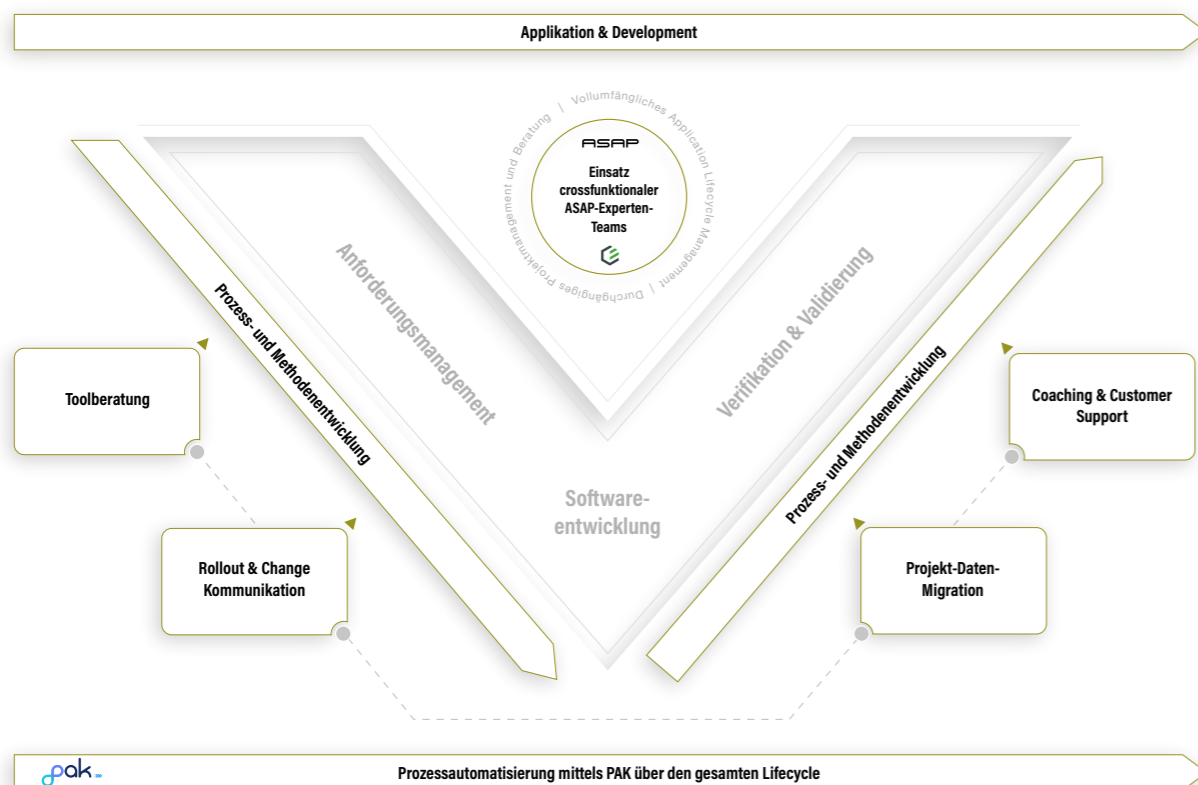 Applikation & Development
Vollumfängliches Application Lifecycle Management | Durchgängiges Projektmanagement und Beratung |
ASAP
Einsatz
crossfunktionaler
ASAP-Experten-
Teams
Anforderungsmanagement
Verifikation & Validierung
Prozess- und Methodenentwicklung
Prozess- und Methodenentwicklung
Toolberatung
Coaching & Customer
Support
Software-
entwicklung
Rollout & Change
Kommunikation
Projekt-Daten-
Migration
pak
Prozessautomatisierung mittels PAK über den gesamten Lifecycle